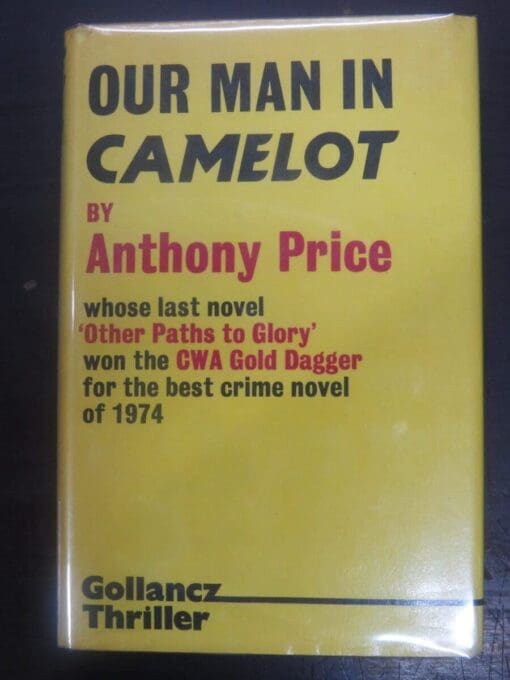 OUR MAN IN
CAMELOT
BY
Anthony Price
whose last novel
‘Other Paths to Glory’
won the CWA Gold Dagger
for the best crime novel
of 1974
Gollancz
Thriller